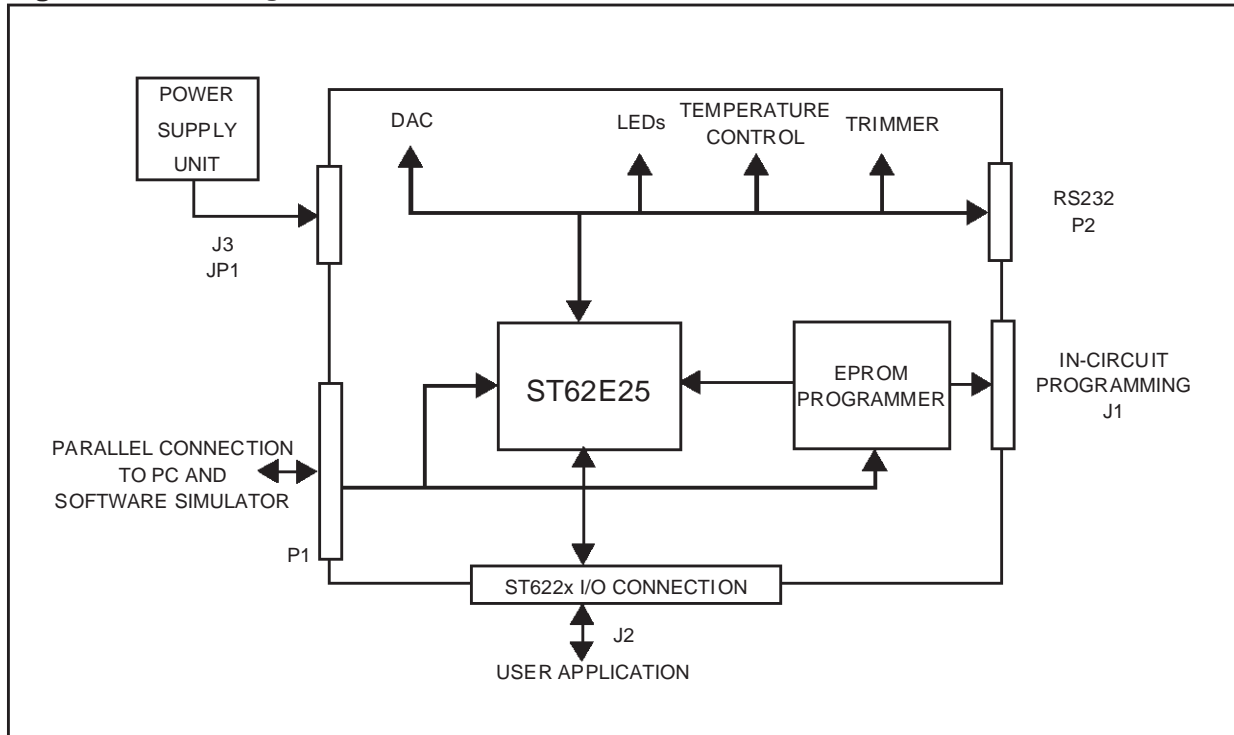 POWER
SUPPLY
UNIT
DAC
LEDs
TEMPERATURE
CONTROL
TRIMMER
J3
JP1
RS232
P2
ST62E25
EPROM
PROGRAMMER
IN-CIRCUIT
PROGRAMMING
J1
PARALLEL CONNECTION
TO PC AND
SOFTWARE SIMULATOR
P1
ST622x I/O CONNECTION
J2
USER APPLICATION